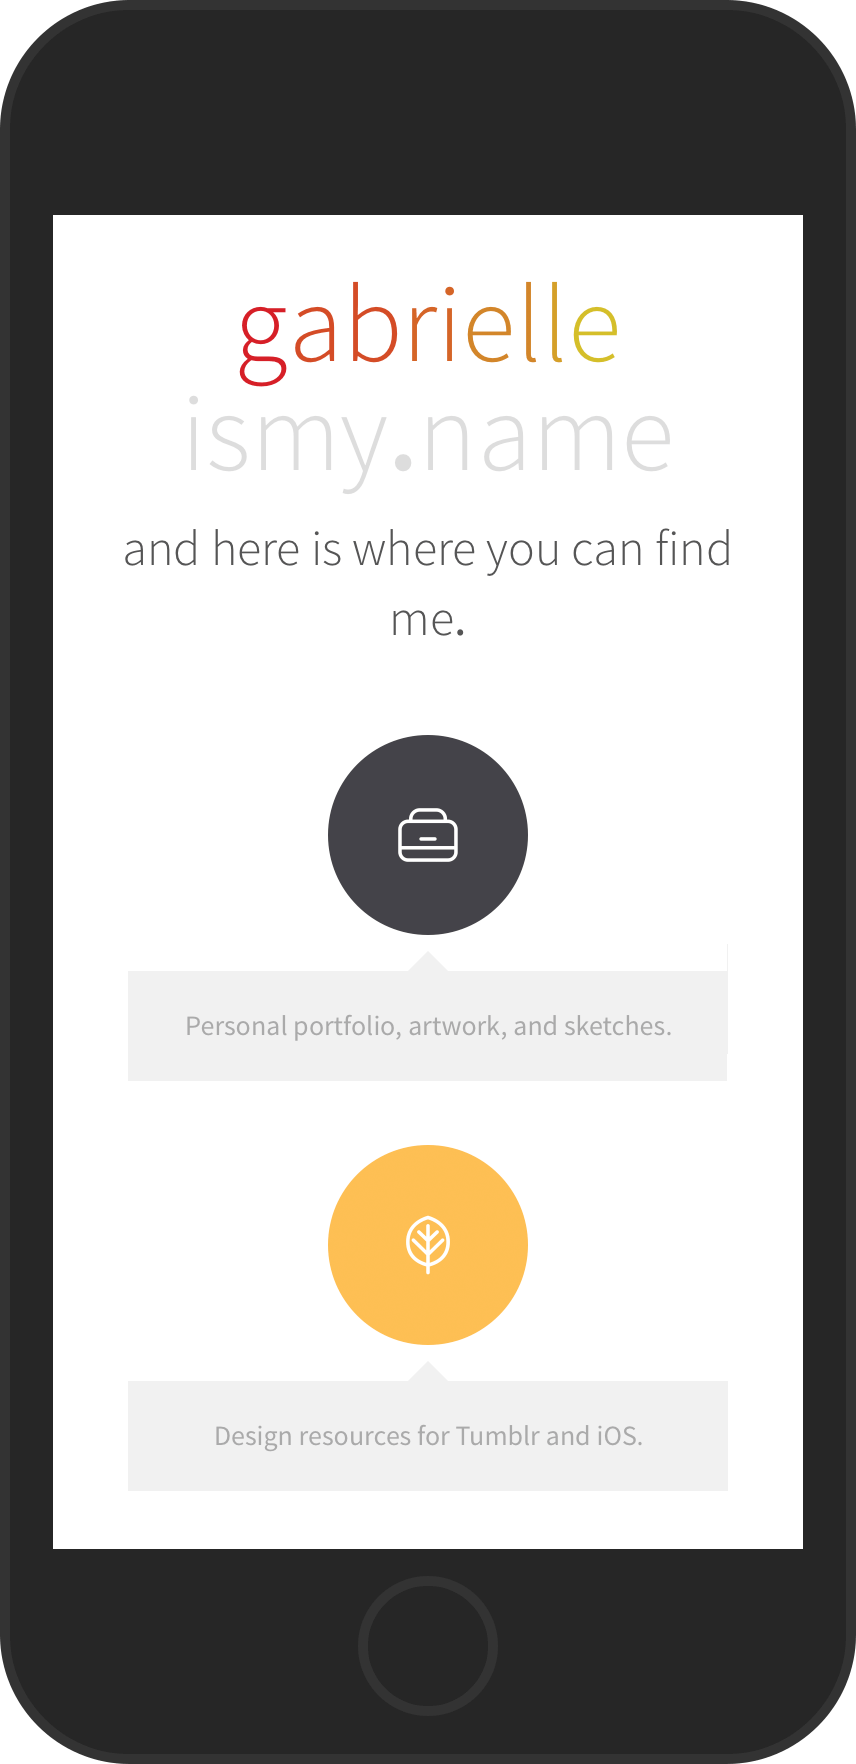 gabrielle
ismy.name
and here is where you can find
me.
Personal portfolio, artwork, and sketches.
Design resources for Tumblr and iOS.